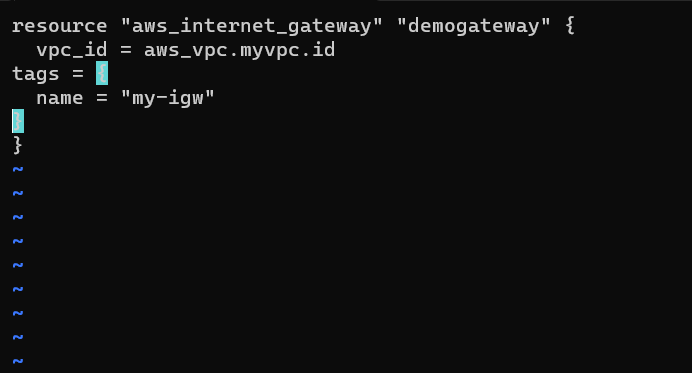 resource "aws_internet_gateway" "demogateway" {
  vpc_id = aws_vpc.myvpc.id
tags = {
  name = "my-igw"
}
}
~
~
~
~
~
~
~
~
~